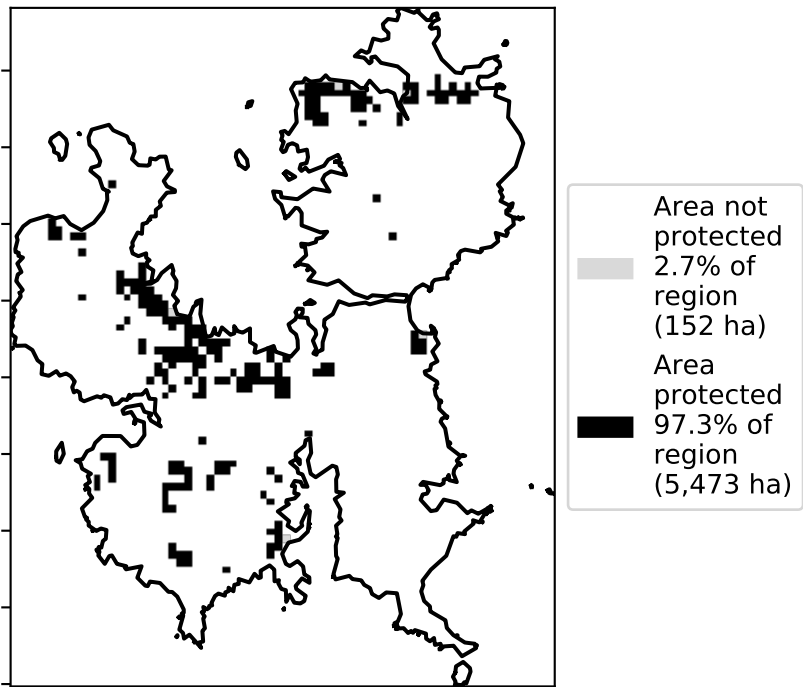 Area not
protected
2.7% of
region
(152 ha)
Area
protected
97.3% of
region
(5,473 ha)